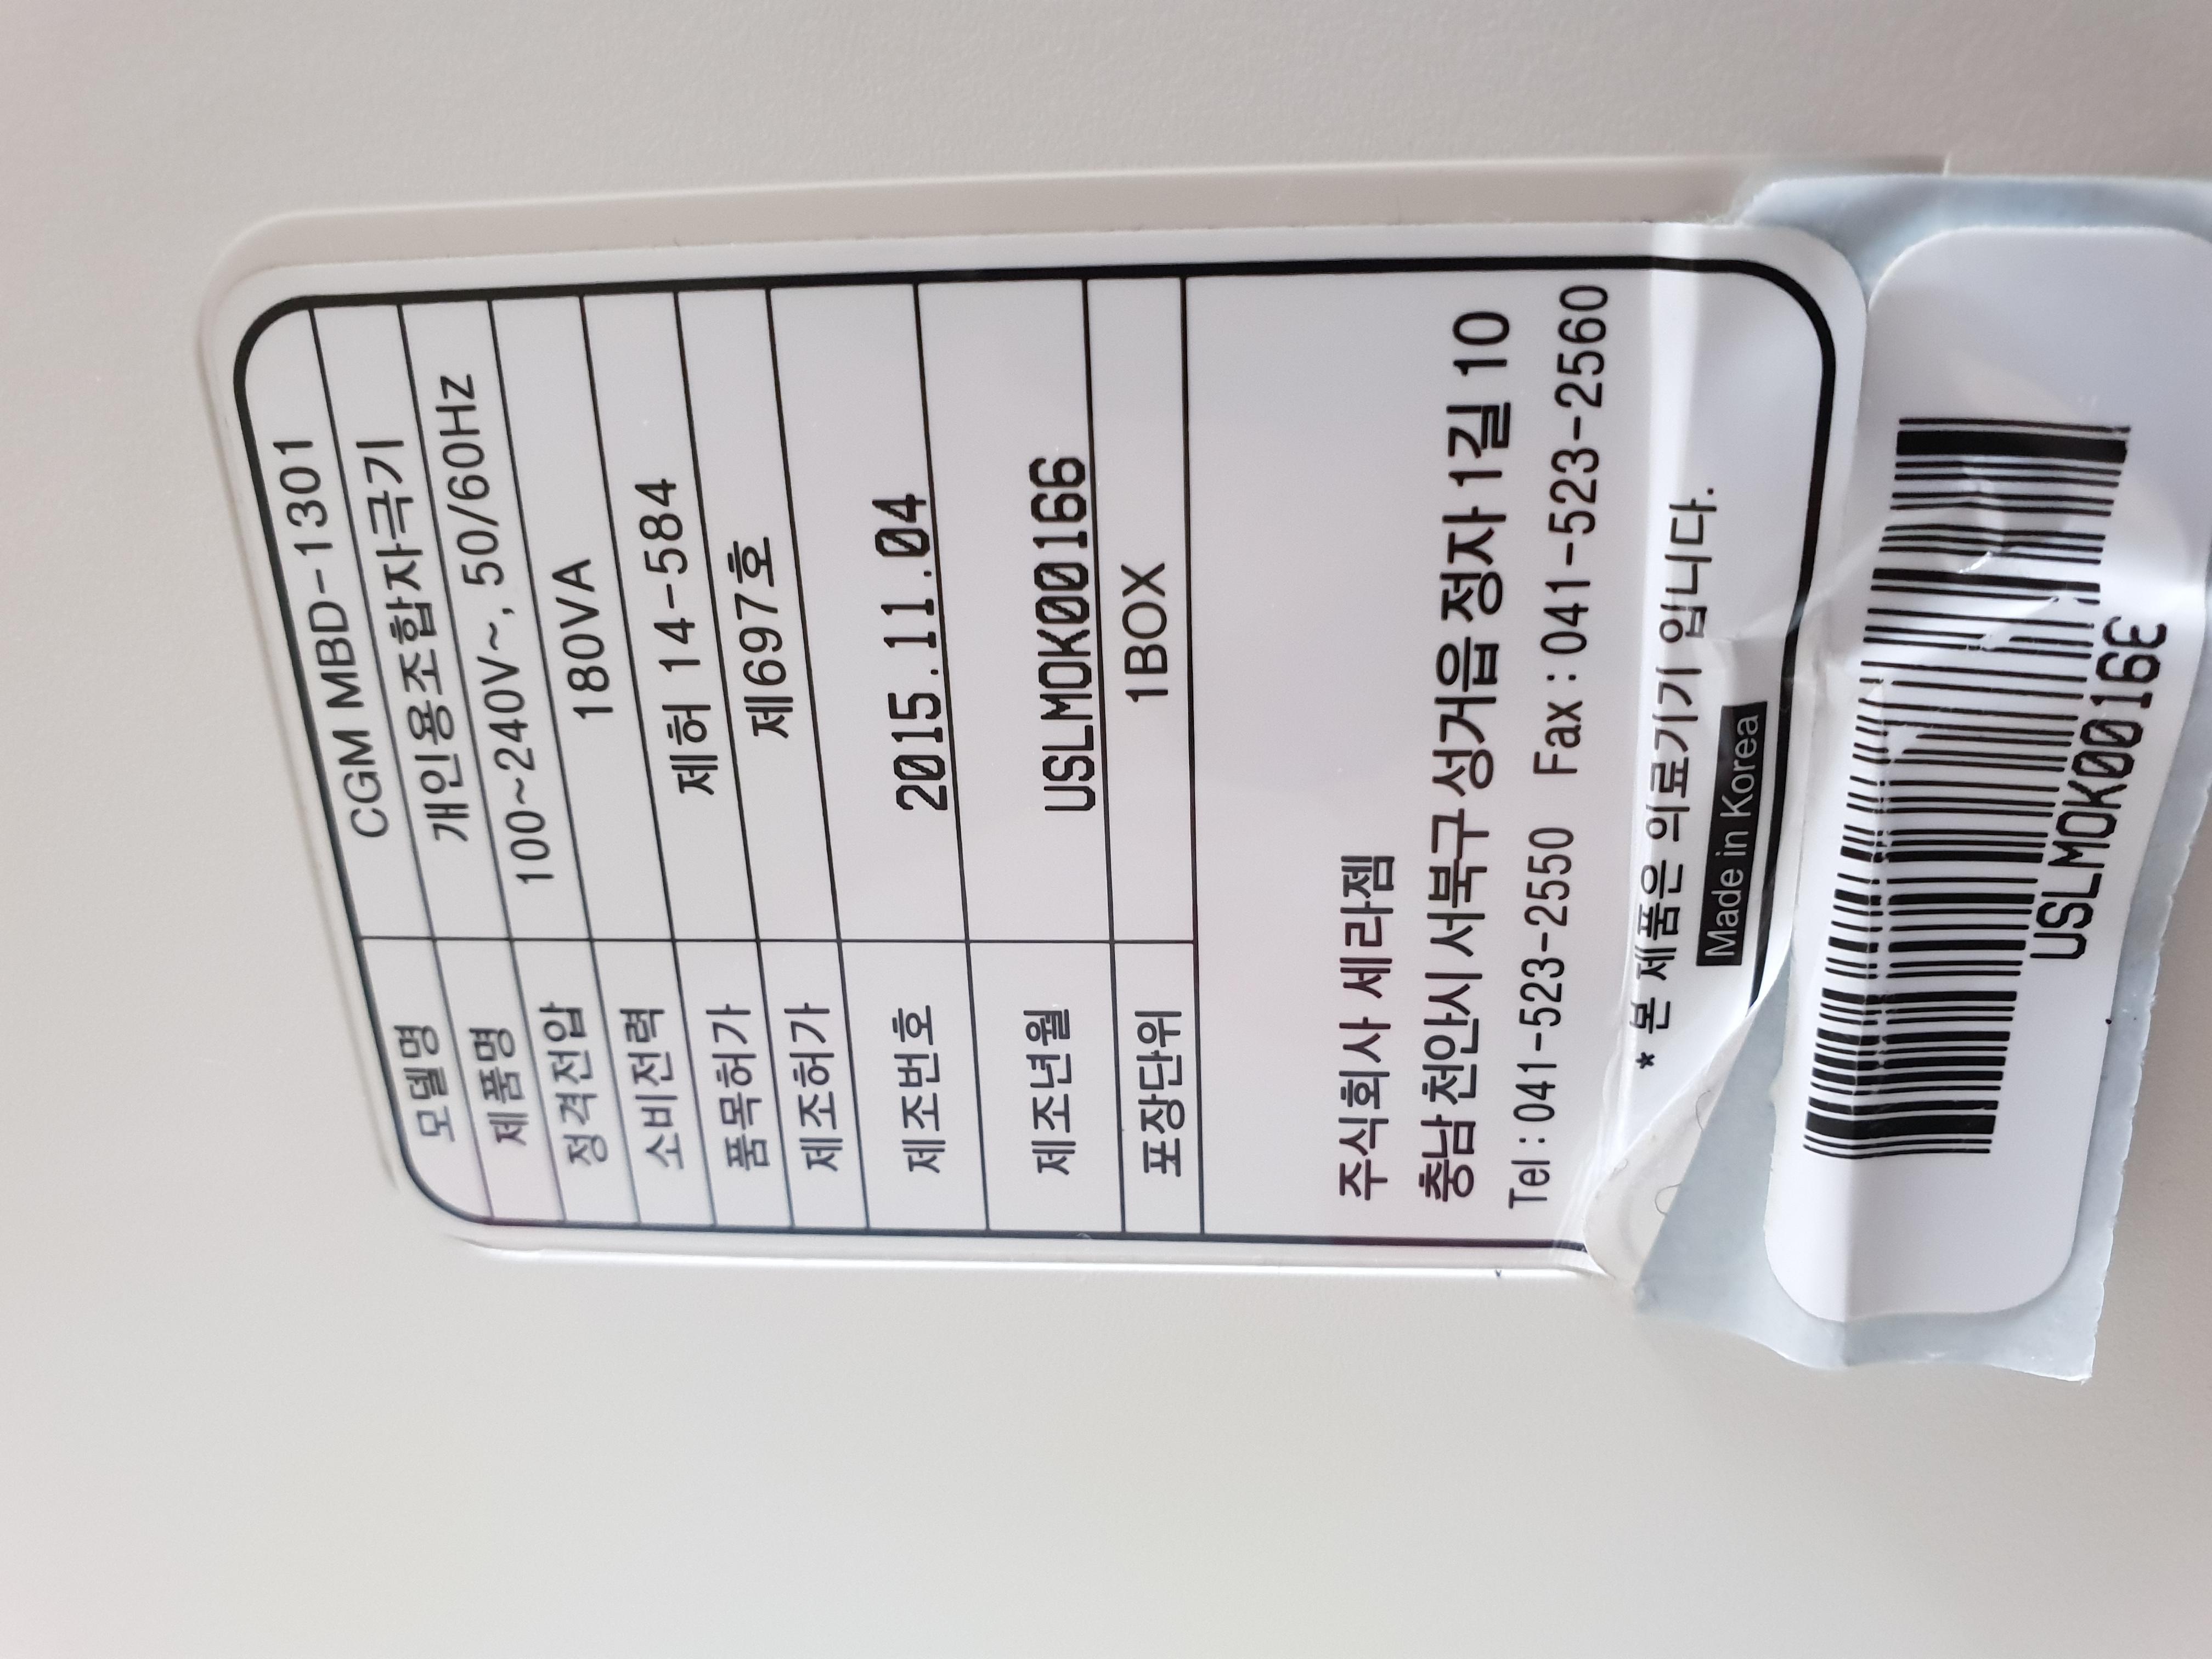 모델명 CGM MBD-1301
제품명 개인용조합자극기
정격전압 100~240V~, 50/60Hz
소비전력 180VA
품목허가 제허 14-584
제조허가 제697호
제조번호 2015.11.04
제조년월 USLMOK00166
포장단위 1BOX
주식회사 세라젬
충남 천안시 서북구 성거읍 정자 1길 10
Tel : 041-523-2550 Fax : 041-523-2560
* 본 제품은 의료기기 입니다.
Made in Korea